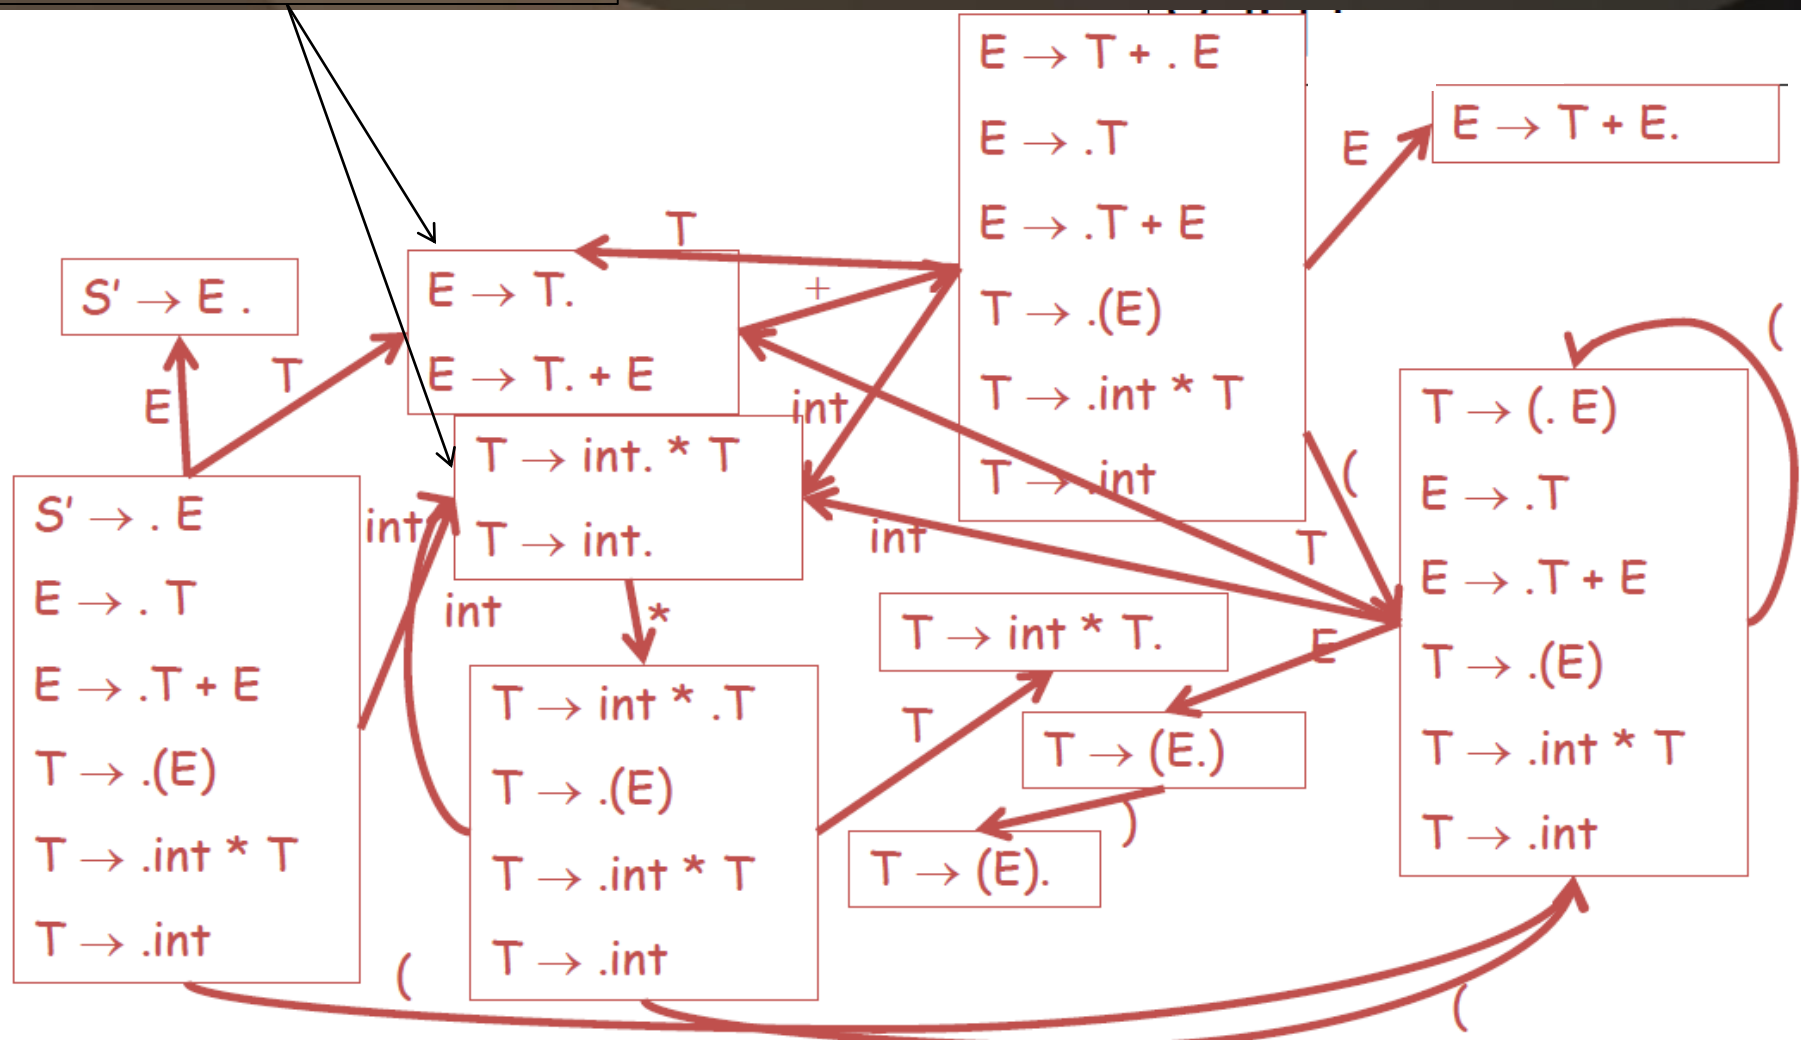 E → T + . E
E → .T
E → .T + E
T → .(E)
T → .int * T
T → .int
E
E → T + E.
T
+
S' → E .
E → T.
E → T. + E
E
T
int
T → int. * T
T → int.
S' → . E
E → . T
E → .T + E
T → .(E)
T → .int * T
T → .int
int
int
int
*
T → int * .T
T → .(E)
T → .int * T
T → .int
T
T → int * T.
T
(
E
T → (E.)
)
T → (E).
(
T → (. E)
E → .T
E → .T + E
T → .(E)
T → .int * T
T → .int
(
(